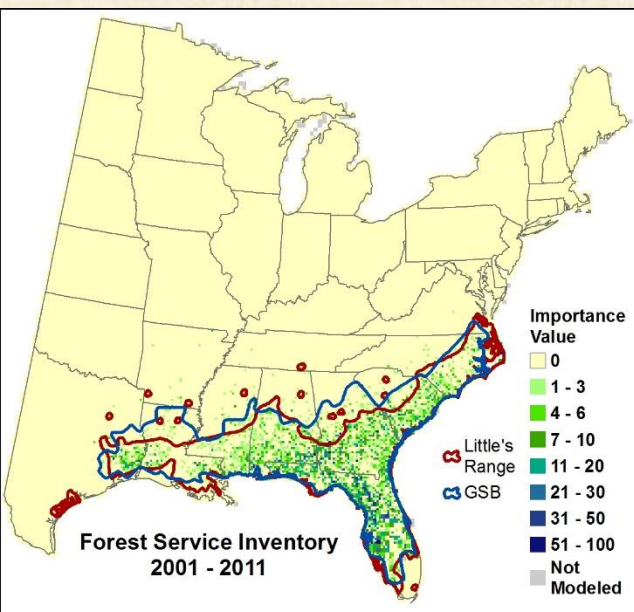 Importance
Value
0
1 - 3
4 - 6
7 - 10
11 - 20
21 - 30
31 - 50
51 - 100
Not
Modeled
Little's
Range
GSB
Forest Service Inventory
2001 - 2011